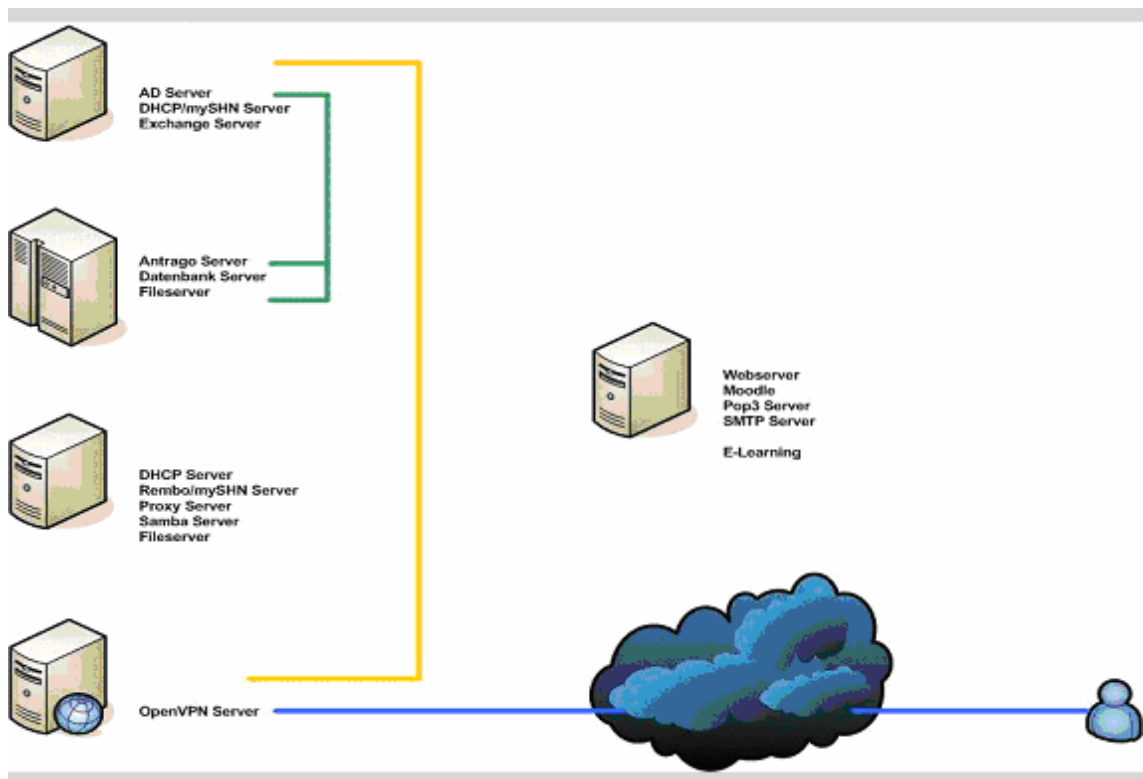 AD Server
DHCP/mySHN Server
Exchange Server
Antrago Server
Datenbank Server
Fileserver
Webserver
Moodle
Pop3 Server
SMTP Server
E-Learning
DHCP Server
Rembo/mySHN Server
Proxy Server
Samba Server
Fileserver
OpenVPN Server